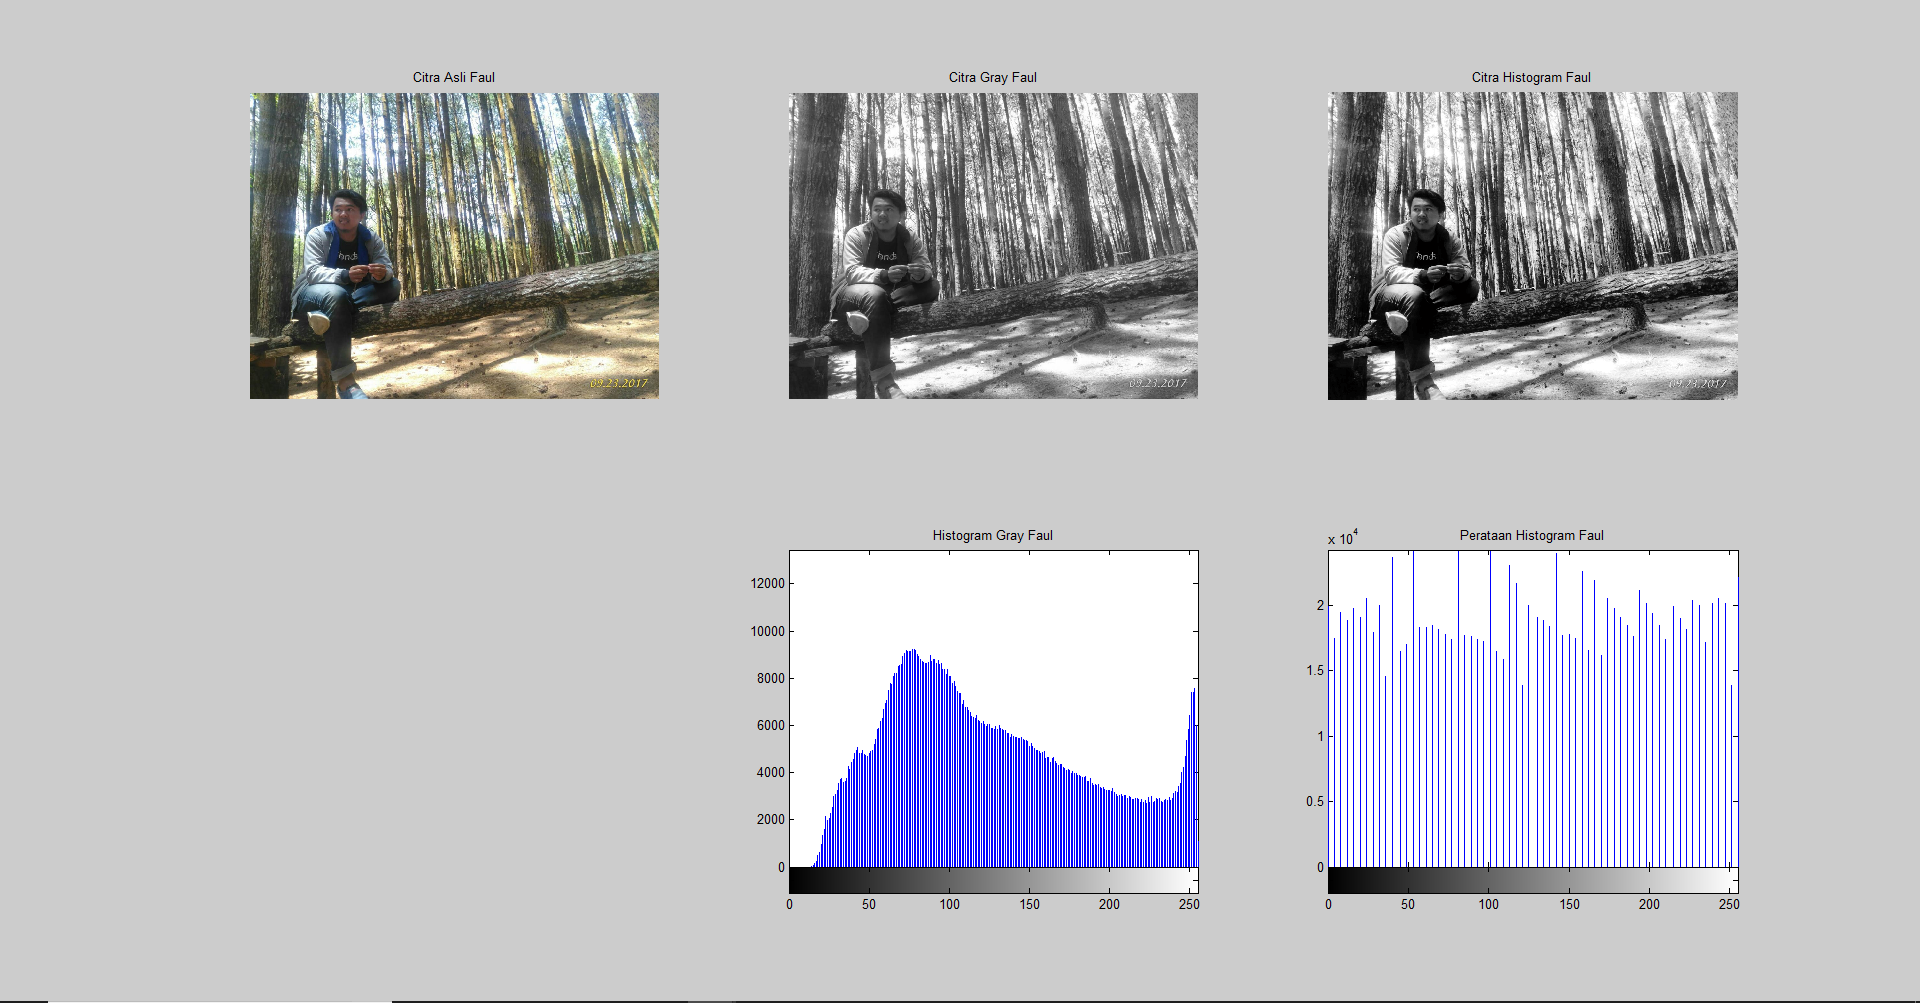 Citra Asli Faul
Citra Gray Faul
Citra Histogram Faul
09.23.2017
09.23.2017
09.23.2017
Histogram Gray Faul
12000
10000
8000
6000
4000
2000
0
0 50 100 150 200 250
Perataan Histogram Faul
x 10^4
2
1.5
1
0.5
0
0 50 100 150 200 250